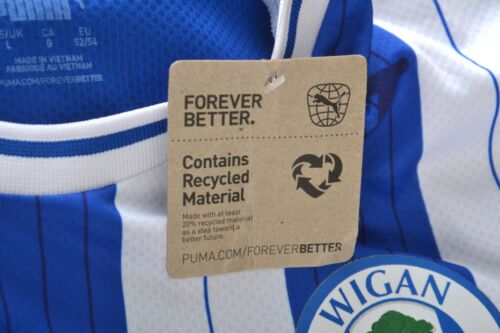 PUMA
S/UK CA EU
L G 52/54
MADE IN VIETNAM
FABRIQUÉ AU VIETNAM
PUMA.COM/FOREVERBETTER
FOREVER
BETTER.
Contains
Recycled
Material
Made with at least
20% recycled material
as a step toward a
better future.
PUMA.COM/FOREVERBETTER
WIGAN